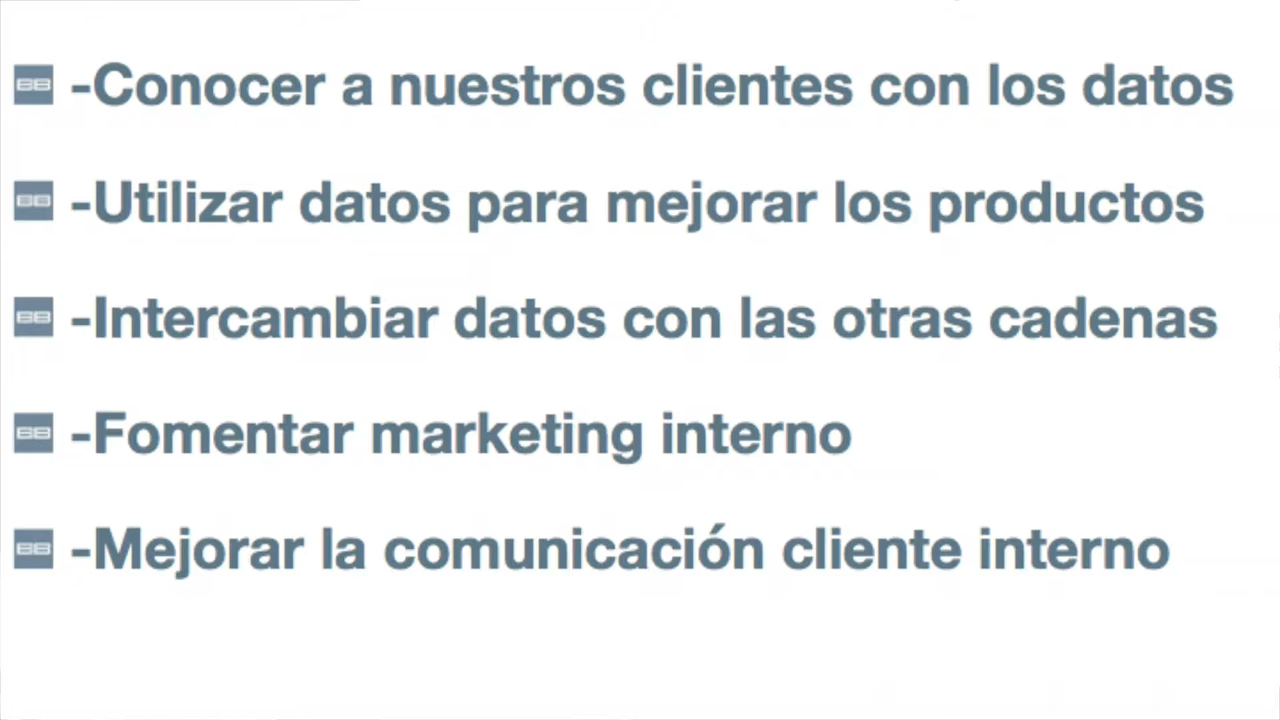 -Conocer a nuestros clientes con los datos
-Utilizar datos para mejorar los productos
-Intercambiar datos con las otras cadenas
-Fomentar marketing interno
-Mejorar la comunicación cliente interno